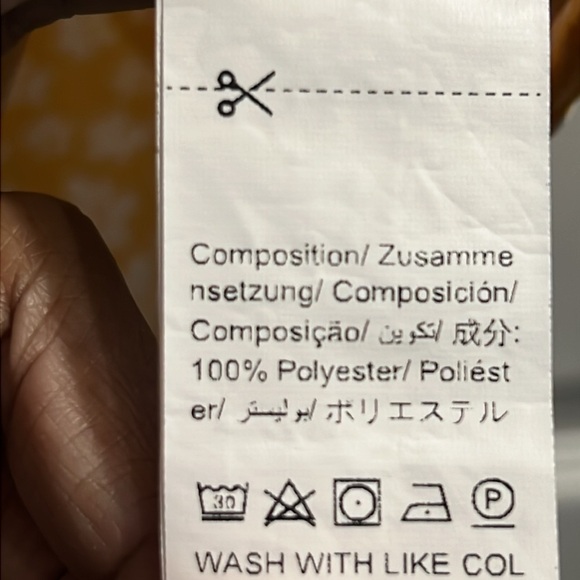 Composition/ Zusamme
nsetzung/ Composición/
Composição/ تكوين/ 成分:
100% Polyester/ Poliést
er/ بوليستر/ ポリエステル
30
P
WASH WITH LIKE COL